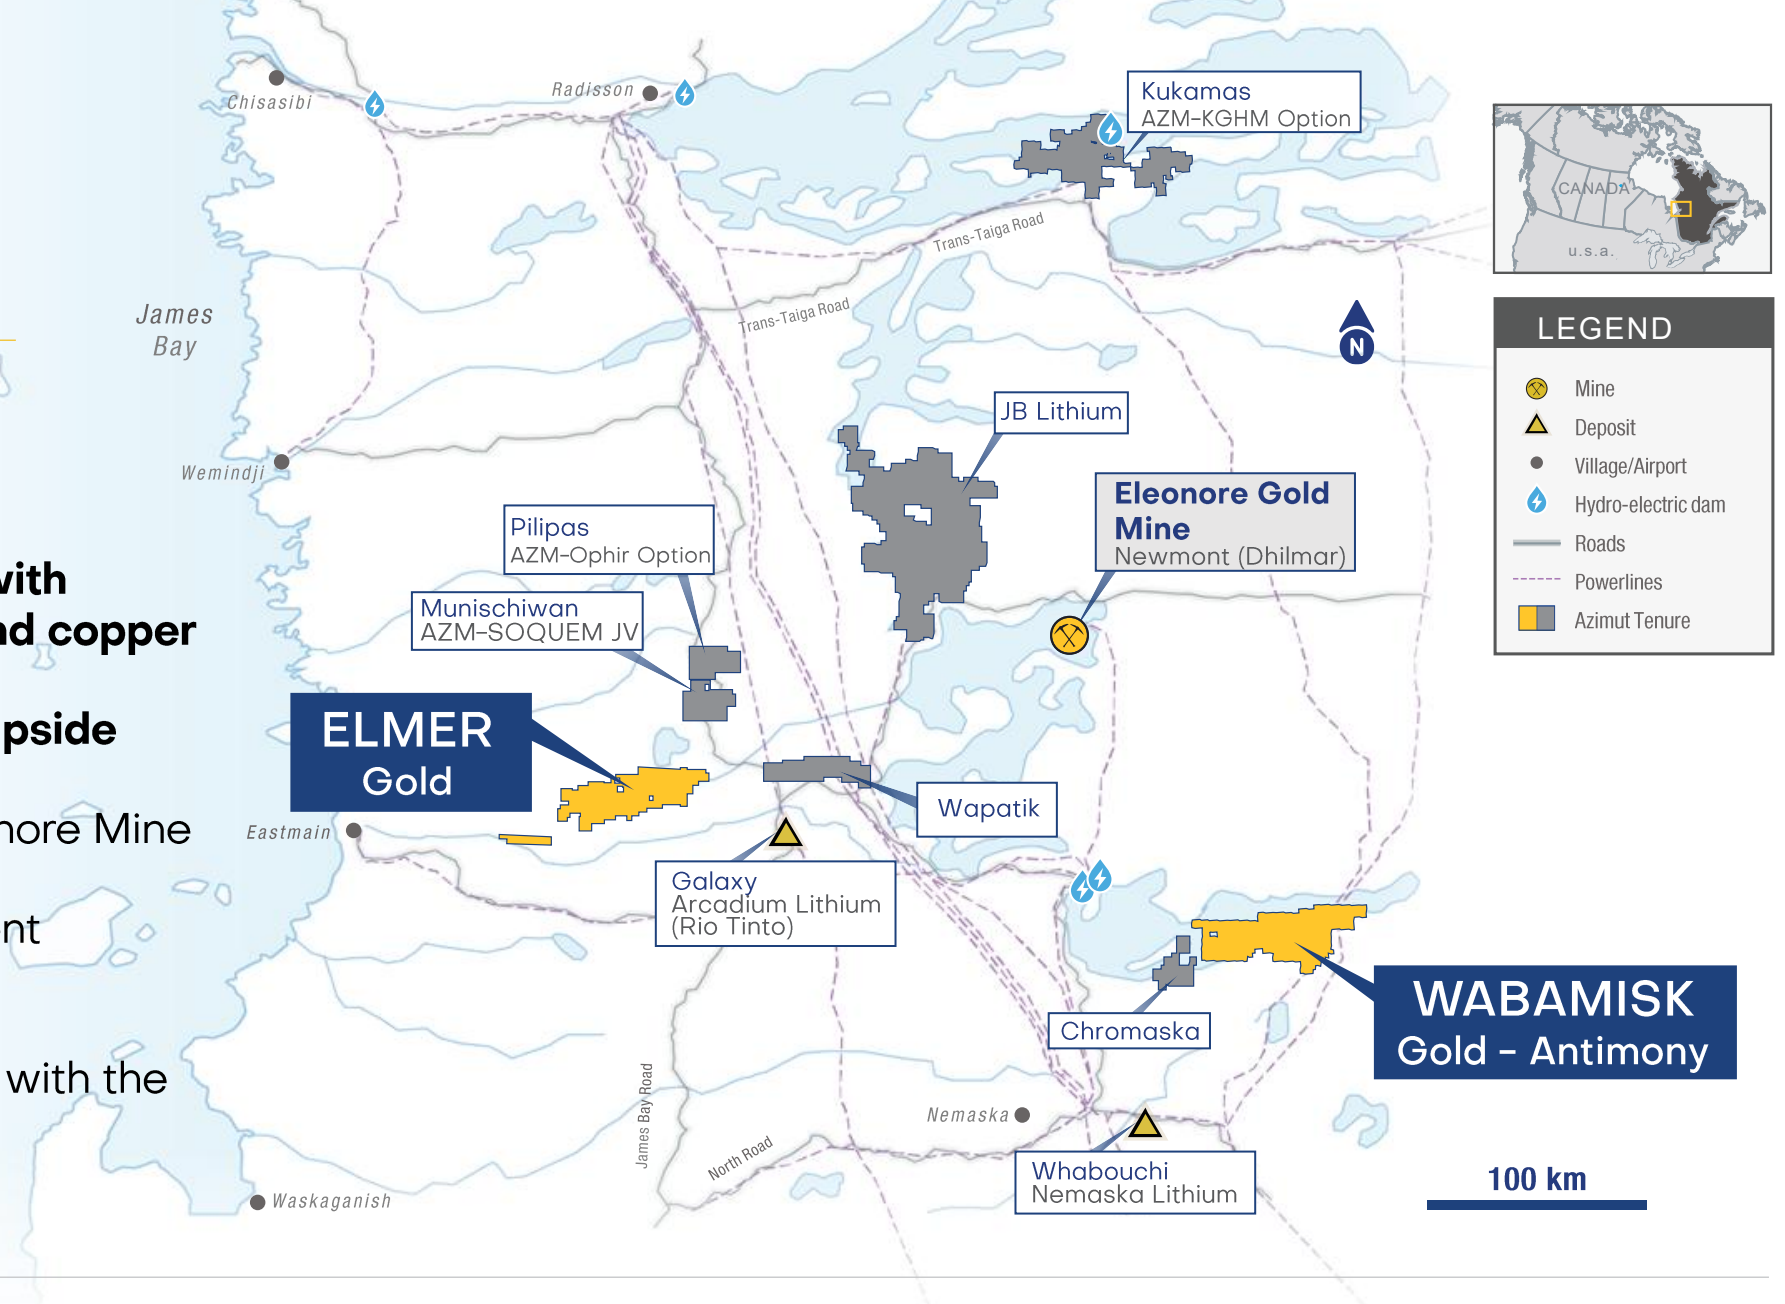 Chisasibi
Radisson
Kukamas
AZM-KGHM Option
Trans-Taiga Road
Trans-Taiga Road
James
Bay
JB Lithium
Wemindji
Eleonore Gold
Mine
Newmont (Dhilmar)
Pilipas
AZM-Ophir Option
Munischiwan
AZM-SOQUEM JV
ELMER
Gold
Wapatik
Eastmain
Galaxy
Arcadium Lithium
(Rio Tinto)
WABAMISK
Gold - Antimony
Chromaska
James Bay Road
North Road
Nemaska
Whabouchi
Nemaska Lithium
Waskaganish
100 km
N
CANADA
u.s.a.
LEGEND
Mine
Deposit
Village/Airport
Hydro-electric dam
Roads
Powerlines
Azimut Tenure
with
nd copper
pside
nore Mine
nt
with the